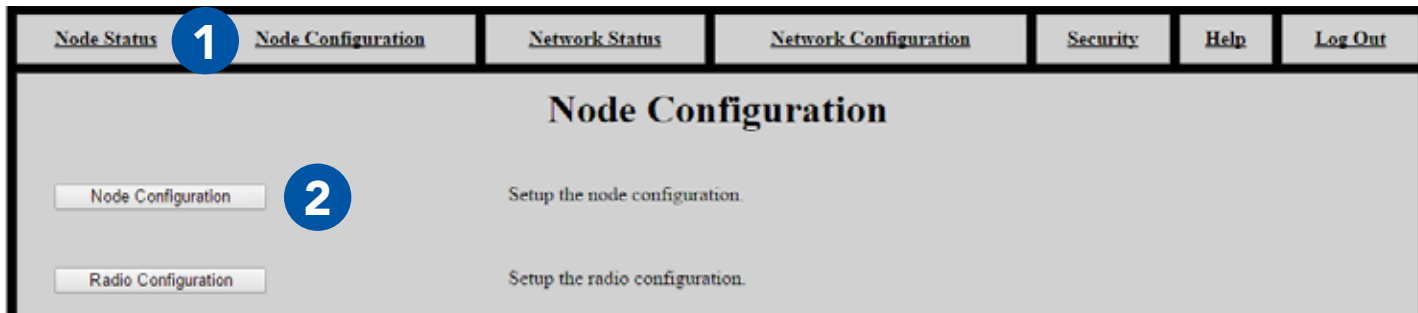 Node Status 1 Node Configuration Network Status Network Configuration Security Help Log Out
Node Configuration
Node Configuration 2 Setup the node configuration.
Radio Configuration Setup the radio configuration.